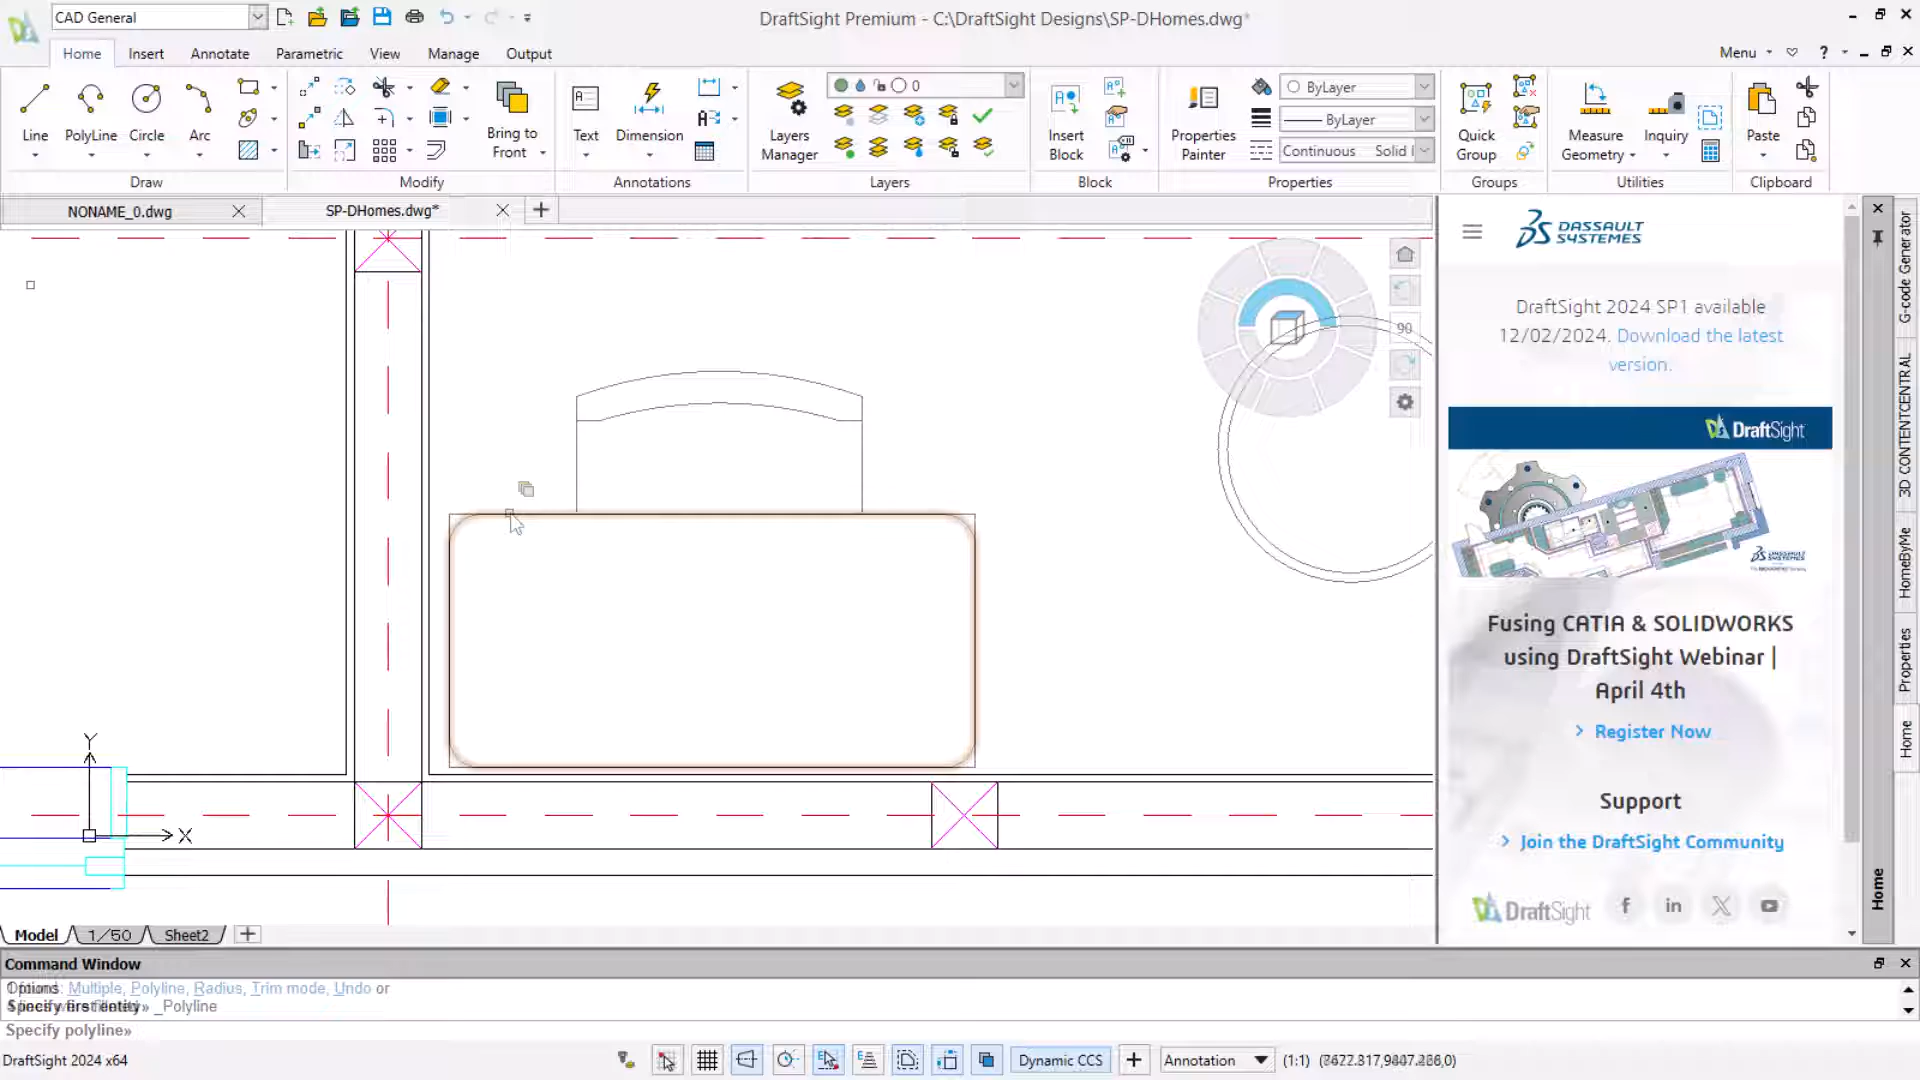 CAD General
DraftSight Premium - C:\DraftSight Designs\SP-DHomes.dwg*
Home
Insert
Annotate
Parametric
View
Manage
Output
Menu
?
Line
PolyLine
Circle
Arc
Draw
Bring to
Front
Modify
Text
Dimension
Annotations
0
Layers
Manager
Layers
Insert
Block
Block
Properties
Painter
ByLayer
ByLayer
Continuous Solid
Properties
Quick
Group
Groups
Measure
Geometry
Inquiry
Utilities
Paste
Clipboard
NONAME_0.dwg
SP-DHomes.dwg*
90
Y
X
DASSAULT
SYSTEMES
DraftSight 2024 SP1 available
12/02/2024. Download the latest
version.
DraftSight
Fusing CATIA & SOLIDWORKS
using DraftSight Webinar |
April 4th
Register Now
Support
Join the DraftSight Community
DraftSight
G-code Generator
3D CONTENTCENTRAL
HomeByMe
Properties
Home
Home
Model
1/50
Sheet2
Command Window
Multiple, Polyline, Radius, Trim mode, Undo or
Specify first entity» _Polyline
Specify polyline»
DraftSight 2024 x64
Dynamic CCS
Annotation
(1:1)